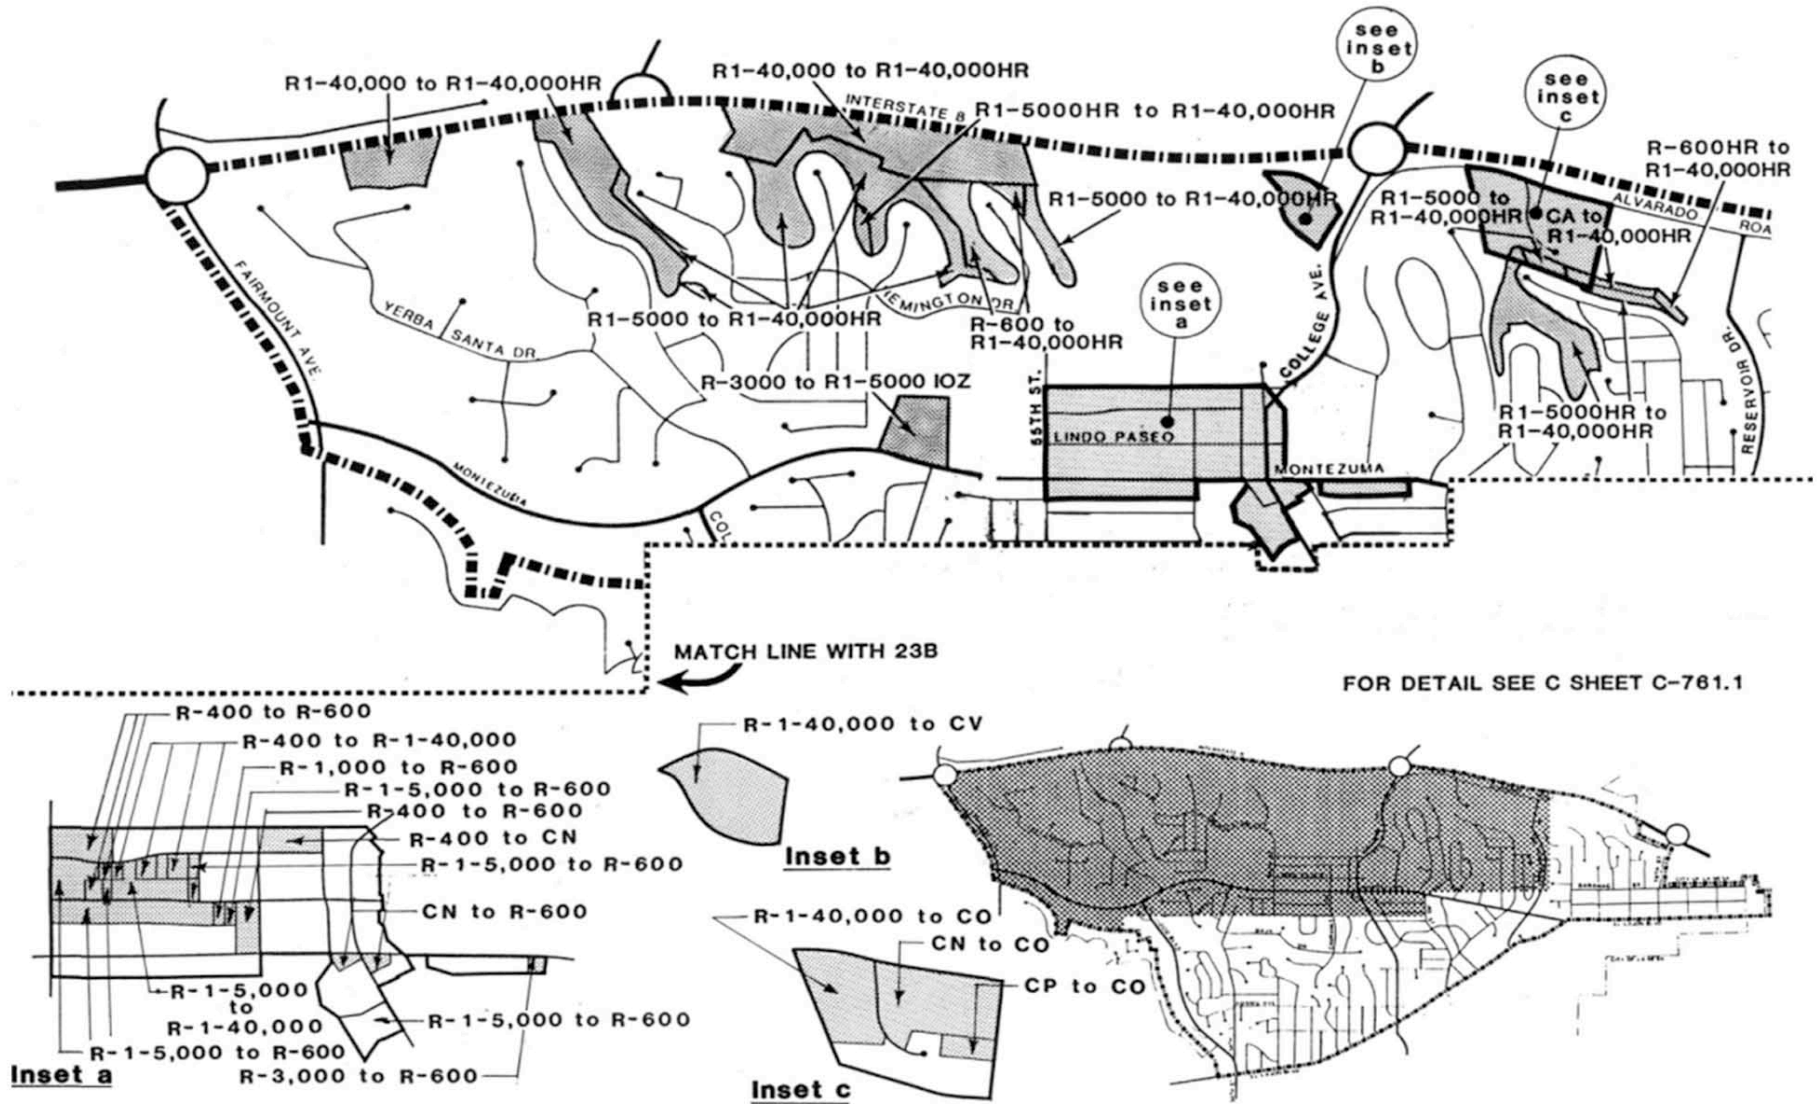 see
inset
b
R1-40,000 to R1-40,000HR
R1-40,000 to R1-40,000HR
INTERSTATE 8
R1-5000HR to R1-40,000HR
see
inset
c
R-600HR to
R1-40,000HR
R1-5000 to R1-40,000HR
R1-5000 to
R1-40,000HR
CA to
R1-40,000HR
ALVARADO
ROA
FAIRMOUNT AVE.
YERBA SANTA DR.
see
inset
a
COLLEGE AVE.
REMINGTON DR.
R1-5000 to R1-40,000HR
R-600 to
R1-40,000HR
R-3000 to R1-5000 IOZ
55TH ST.
LINDO PASEO
MONTEZUMA
R1-5000HR to
R1-40,000HR
RESERVOIR DR.
MONTEZUMA
COL
MATCH LINE WITH 23B
FOR DETAIL SEE C SHEET C-761.1
R-400 to R-600
R-400 to R-1-40,000
R-1,000 to R-600
R-1-5,000 to R-600
R-400 to R-600
R-400 to CN
R-1-5,000 to R-600
CN to R-600
R-1-5,000
to
R-1-40,000
R-1-5,000 to R-600
R-1-5,000 to R-600
R-3,000 to R-600
Inset a
R-1-40,000 to CV
Inset b
R-1-40,000 to CO
CN to CO
CP to CO
Inset c